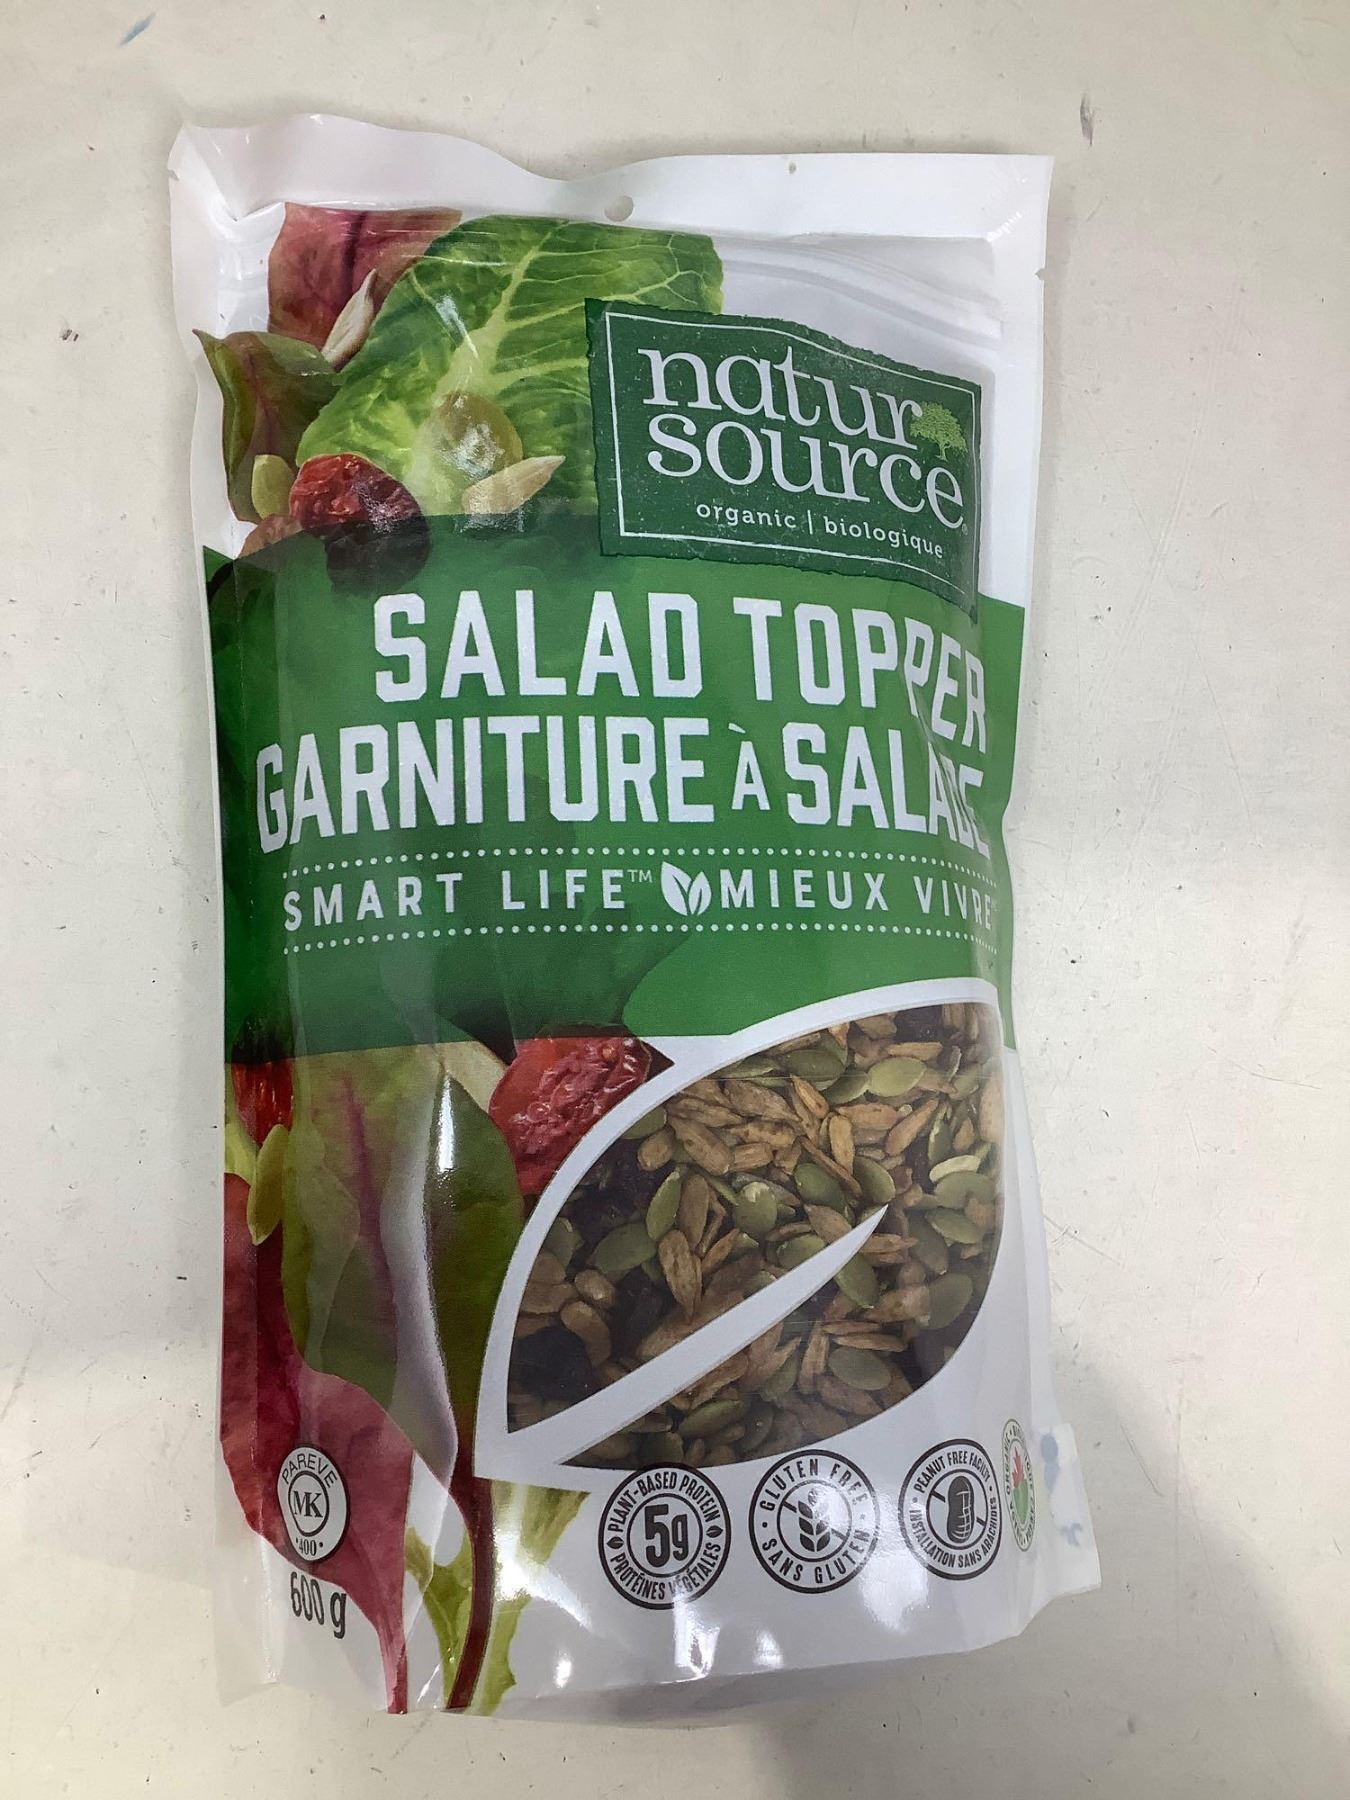 natur
source®
organic | biologique
SALAD TOPPER
GARNITURE À SALADE
SMART LIFE™ MIEUX VIVRE
PAREVE
MK
•400•
600 g
PLANT-BASED PROTEIN
5g
PROTÉINES VÉGÉTALES
GLUTEN FREE
SANS GLUTEN
PEANUT FREE FACILITY
INSTALLATION SANS ARACHIDES